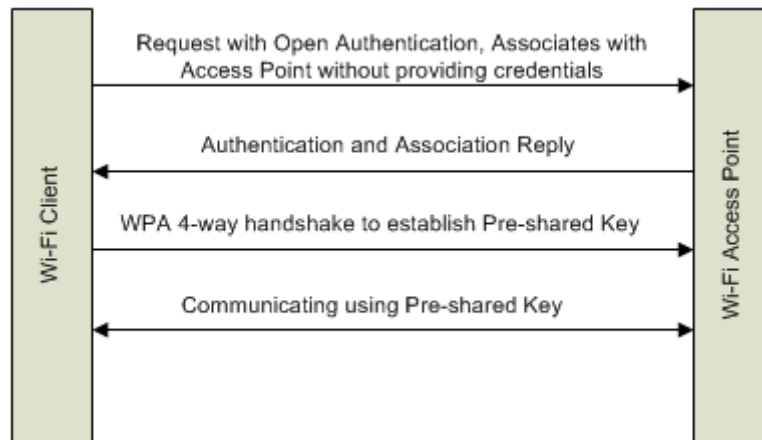 Request with Open Authentication, Associates with
Access Point without providing credentials
Authentication and Association Reply
WPA 4-way handshake to establish Pre-shared Key
Communicating using Pre-shared Key
Wi-Fi Client
Wi-Fi Access Point